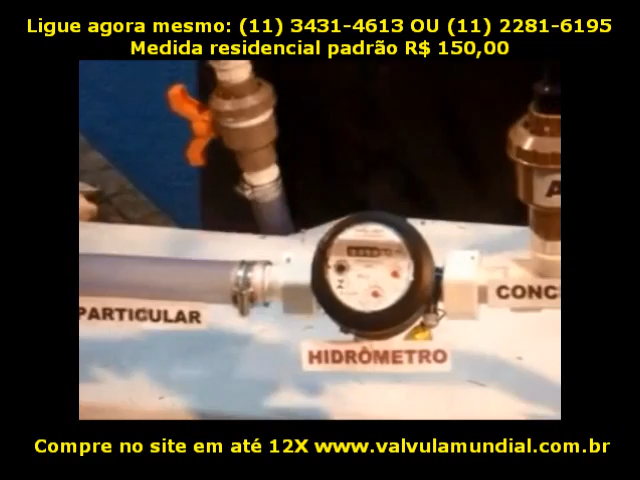 Ligue agora mesmo: (11) 3431-4613 OU (11) 2281-6195
Medida residencial padrão R$ 150,00
PARTICULAR
HIDRÔMETRO
CONC
A
Compre no site em até 12X www.valvulamundial.com.br